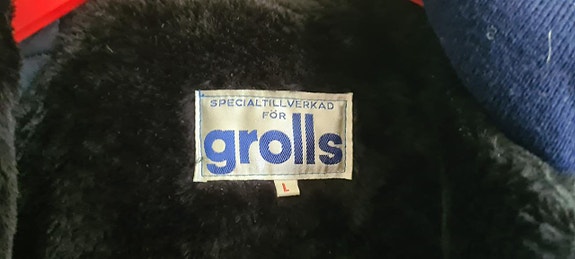 SPECIALTILLVERKAD
FÖR
grolls
L